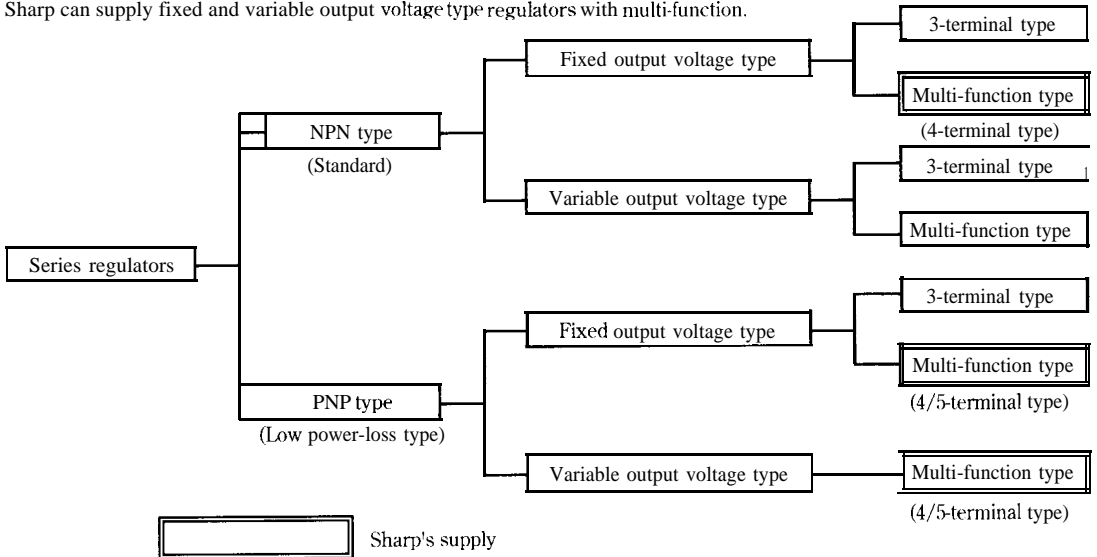 Sharp can supply fixed and variable output voltage type regulators with multi-function.
3-terminal type
Fixed output voltage type
Multi-function type
(4-terminal type)
NPN type
(Standard)
3-terminal type
Variable output voltage type
Multi-function type
Series regulators
3-terminal type
Fixed output voltage type
Multi-function type
(4/5-terminal type)
PNP type
(Low power-loss type)
Variable output voltage type
Multi-function type
(4/5-terminal type)
Sharp's supply